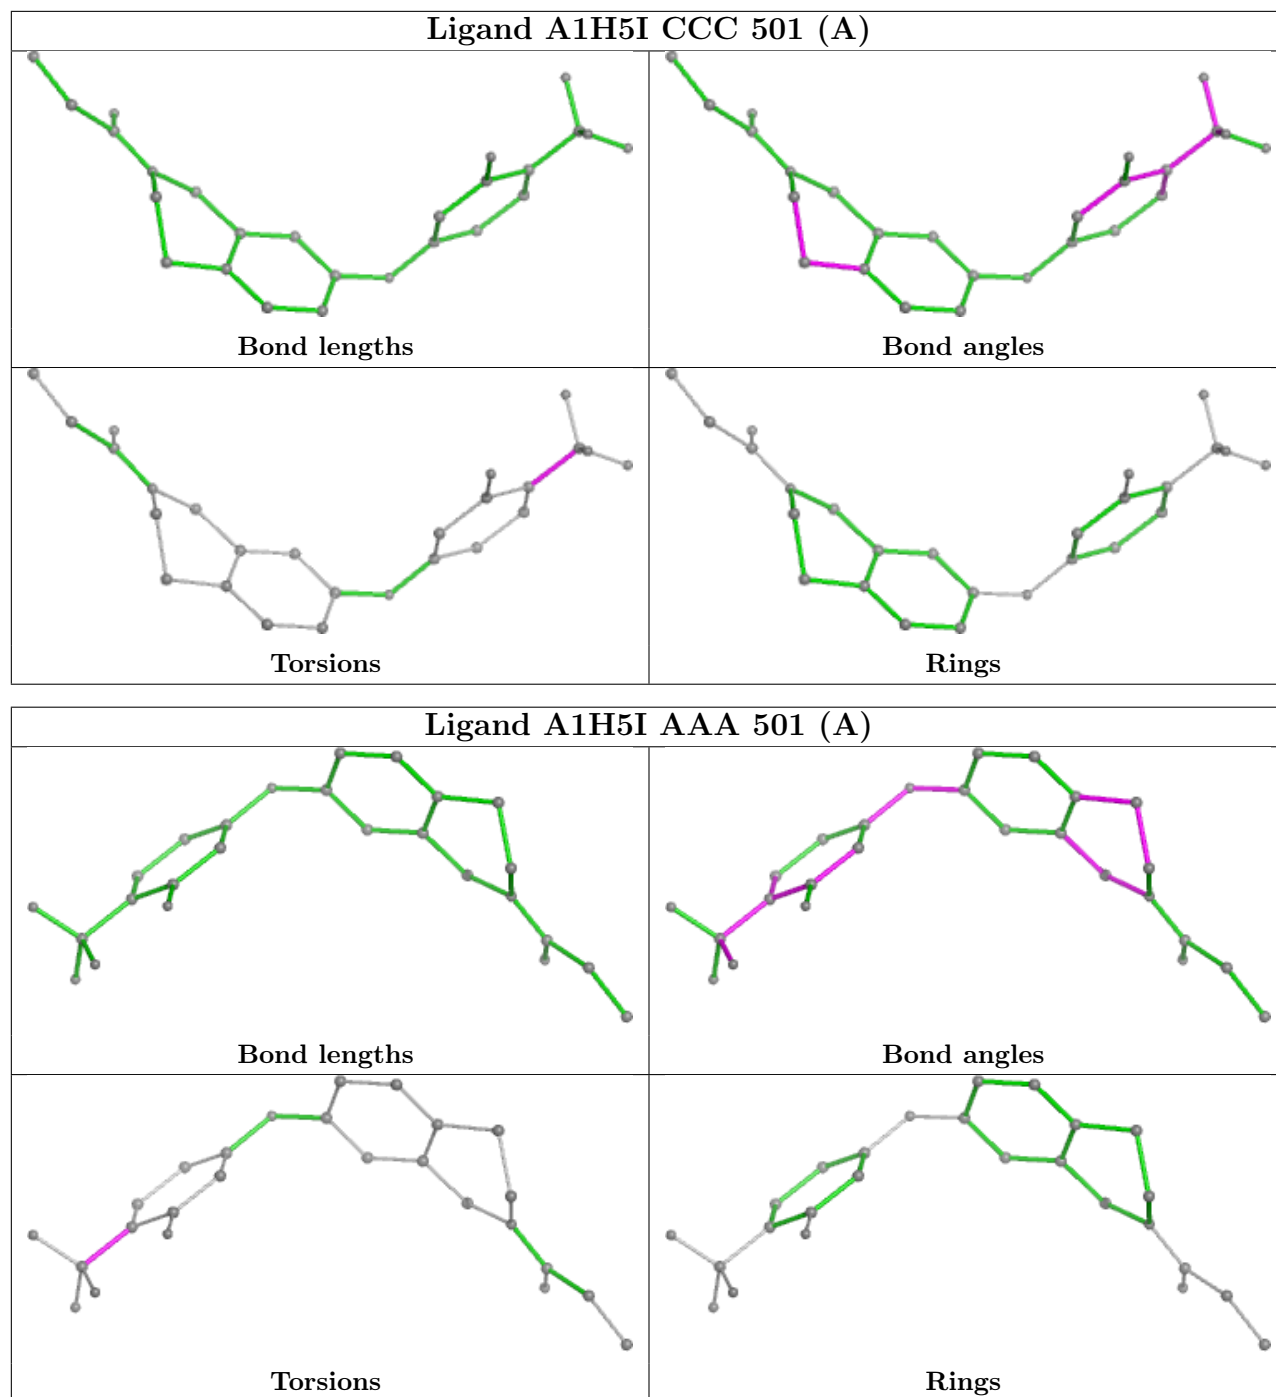 Ligand A1H5I CCC 501 (A)
Bond lengths
Bond angles
Torsions
Rings
Ligand A1H5I AAA 501 (A)
Bond lengths
Bond angles
Torsions
Rings